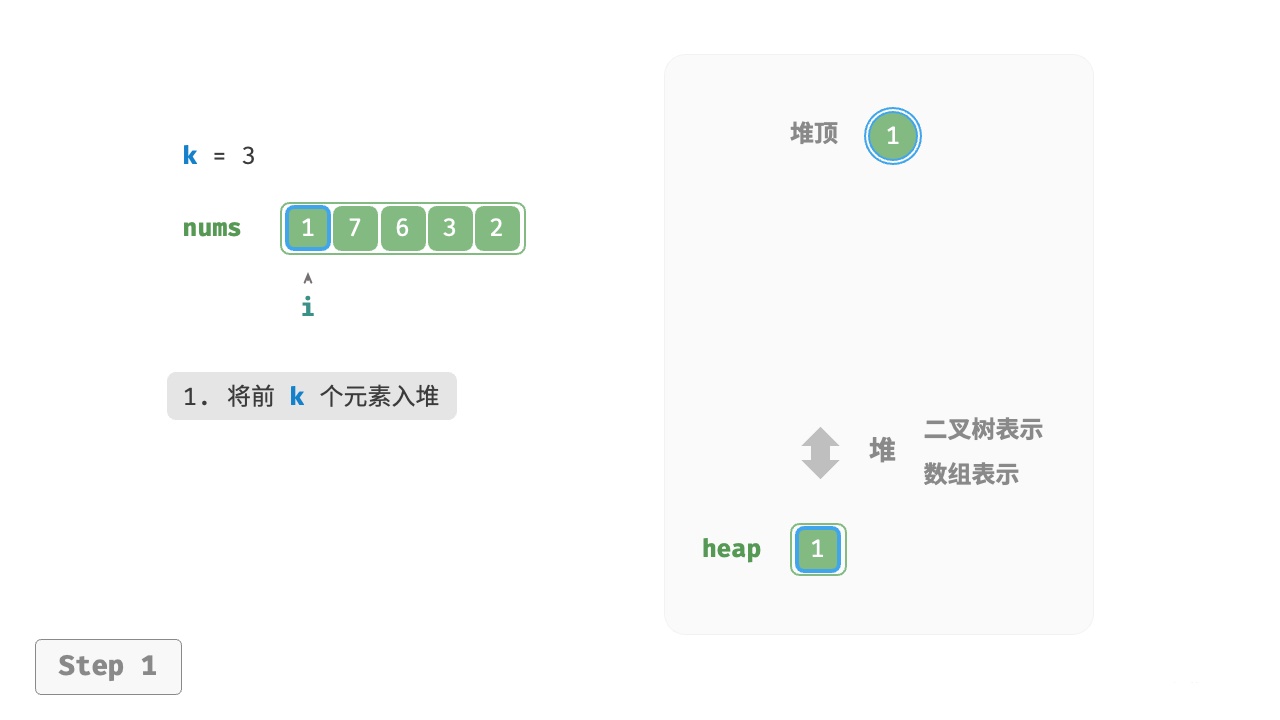 k = 3
nums 1 7 6 3 2
i
1. 将前 k 个元素入堆
Step 1
堆顶 1
堆 二叉树表示
数组表示
heap 1